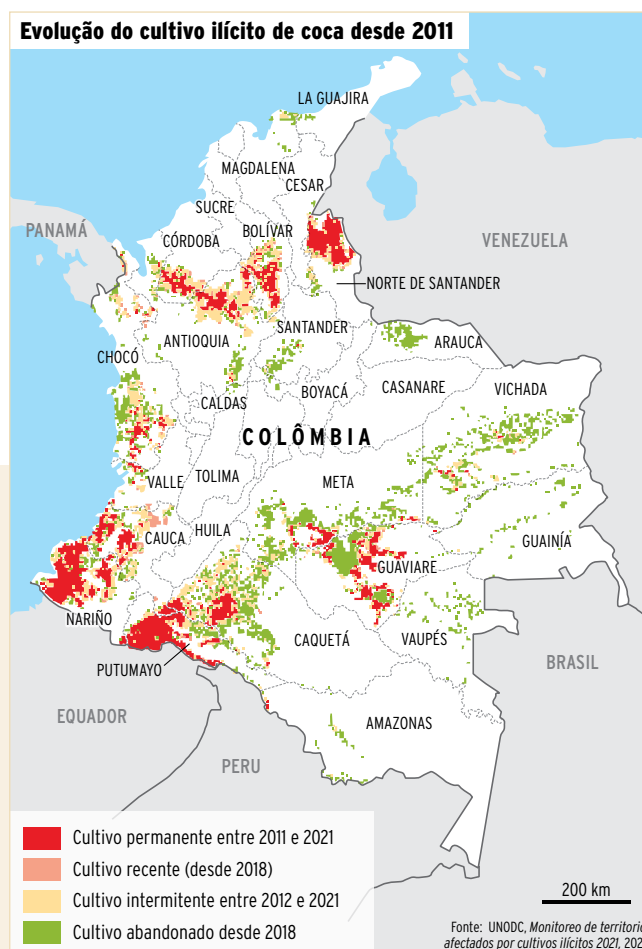 Evolução do cultivo ilícito de coca desde 2011
LA GUAJIRA
MAGDALENA
CESAR
SUCRE
PANAMÁ
CÓRDOBA
BOLÍVAR
VENEZUELA
NORTE DE SANTANDER
SANTANDER
ANTIOQUIA
ARAUCA
CHOCÓ
BOYACÁ
CASANARE
VICHADA
CALDAS
COLÔMBIA
VALLE
TOLIMA
META
CAUCA
HUILA
GUAINÍA
GUAVIARE
NARIÑO
CAQUETÁ
VAUPÉS
PUTUMAYO
BRASIL
EQUADOR
AMAZONAS
PERU
Cultivo permanente entre 2011 e 2021
Cultivo recente (desde 2018)
Cultivo intermitente entre 2012 e 2021
Cultivo abandonado desde 2018
200 km
Fonte: UNODC, Monitoreo de territori
afectados por cultivos ilícitos 2021,